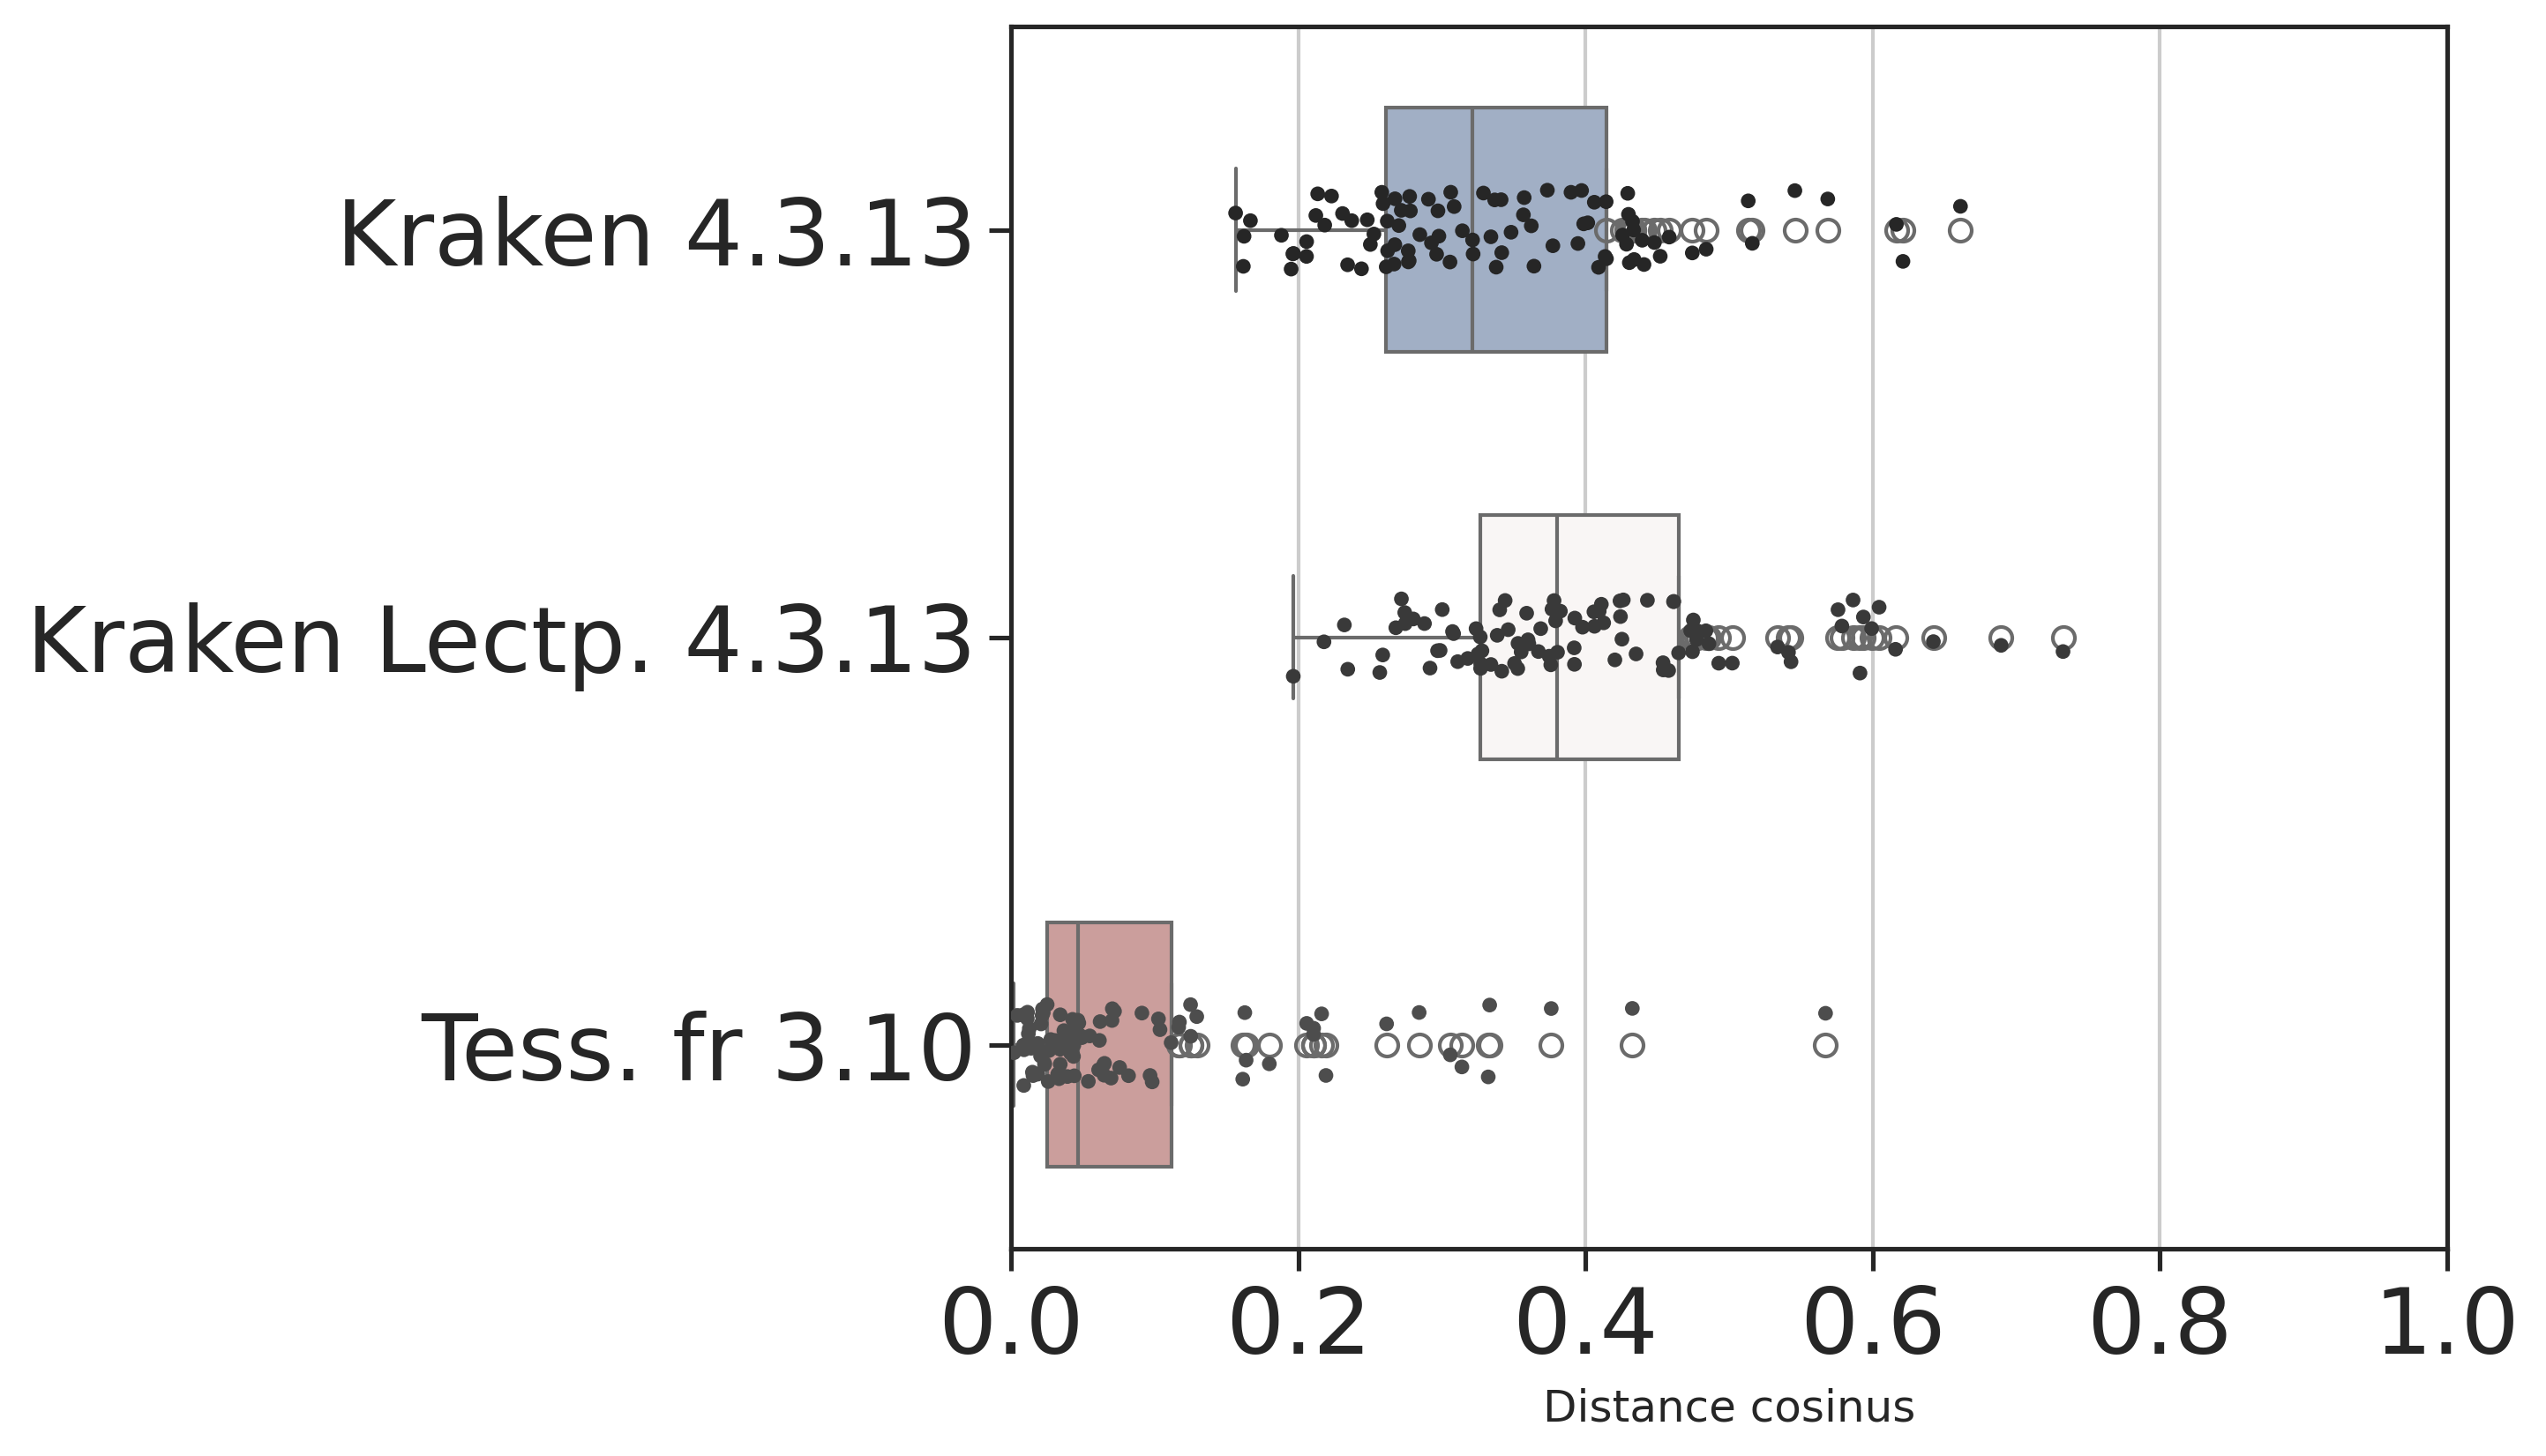 Kraken 4.3.13
Kraken Lectp. 4.3.13
Tess. fr 3.10
0.0 0.2 0.4 0.6 0.8 1.0
Distance cosinus